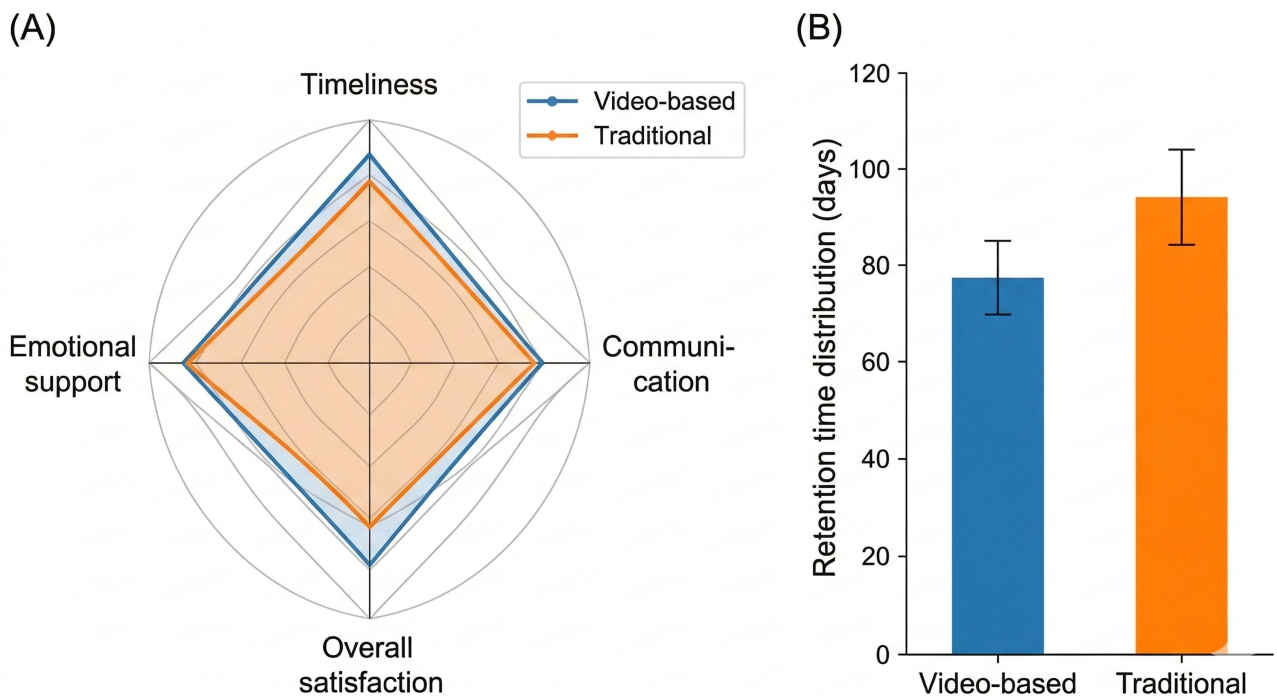 (A)
Timeliness
Video-based
Traditional
Emotional
support
Communi-
cation
Overall
satisfaction
(B)
Retention time distribution (days)
120
100
80
60
40
20
0
Video-based
Traditional